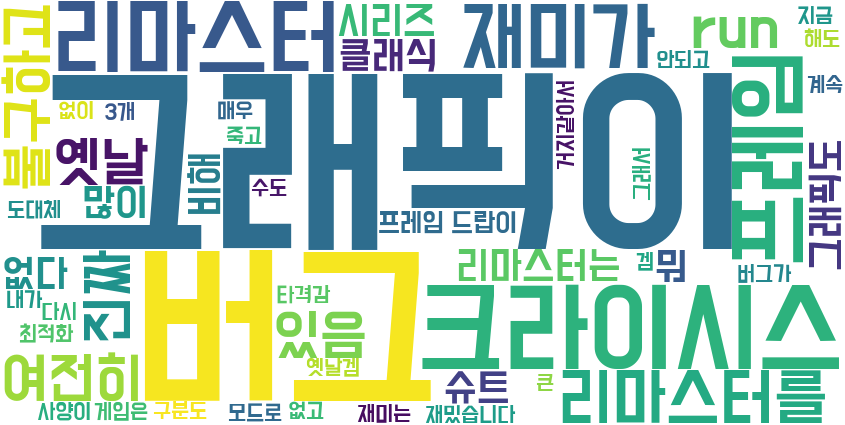 불구하고
리마스터
시리즈
클래식
재미가
run
지금
해도
안되고
그래픽이
프레임
계속
없이
3개
매우
죽고
옛날
비해
수도
거지같아서
그래서
그래픽도
도대체
많이
프레임 드랍이
없다
진짜
버그
리마스터는
겜
뭐
버그가
내가
다시
최적화
타격감
있음
크라이시스
여전히
옛날겜
슈트
큰
리마스터를
사양이
게임은
구분도
모드로
없고
재미는
재밌습니다